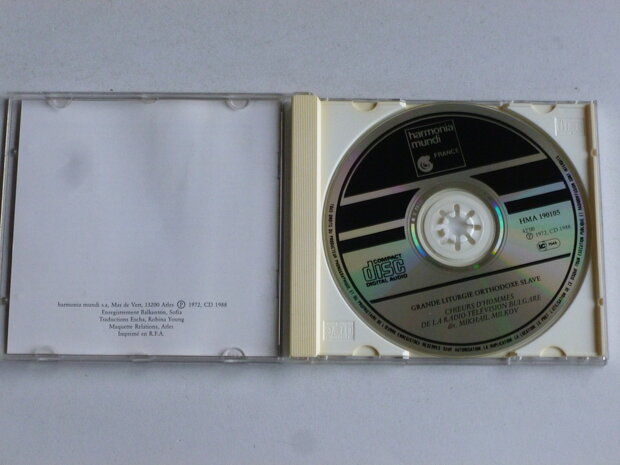 harmonia mundi s.a, Mas de Vert, 13200 Arles Ⓟ 1972, CD 1988
Enregistrement Balkanton, Sofia
Traductions Escha, Robina Young
Maquette Relations, Arles
Imprimé en R.F.A.
harmonia
mundi
FRANCE
HMA 190105
Ⓟ 1972, CD 1988
COMPACT
disc
DIGITAL AUDIO
GRANDE LITURGIE ORTHODOXE SLAVE
CHŒURS D'HOMMES
DE LA RADIO-TÉLÉVISION BULGARE
dir. MIKHAIL MILKOV